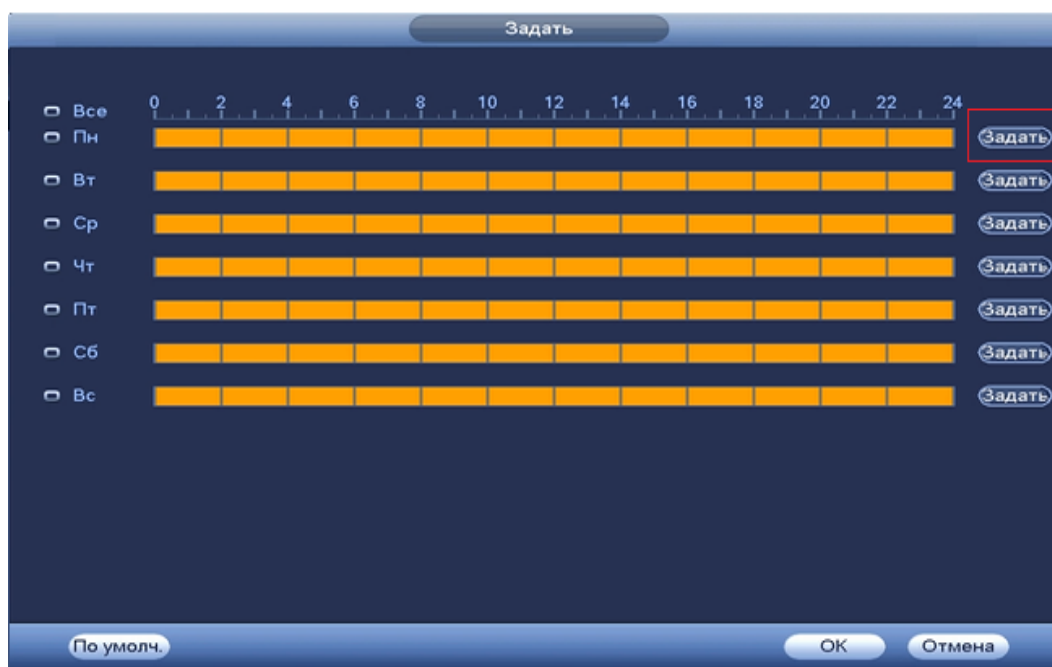 Задать
Все 0 2 4 6 8 10 12 14 16 18 20 22 24
Пн Задать
Вт Задать
Ср Задать
Чт Задать
Пт Задать
Сб Задать
Вс Задать
По умолч. OK Отмена